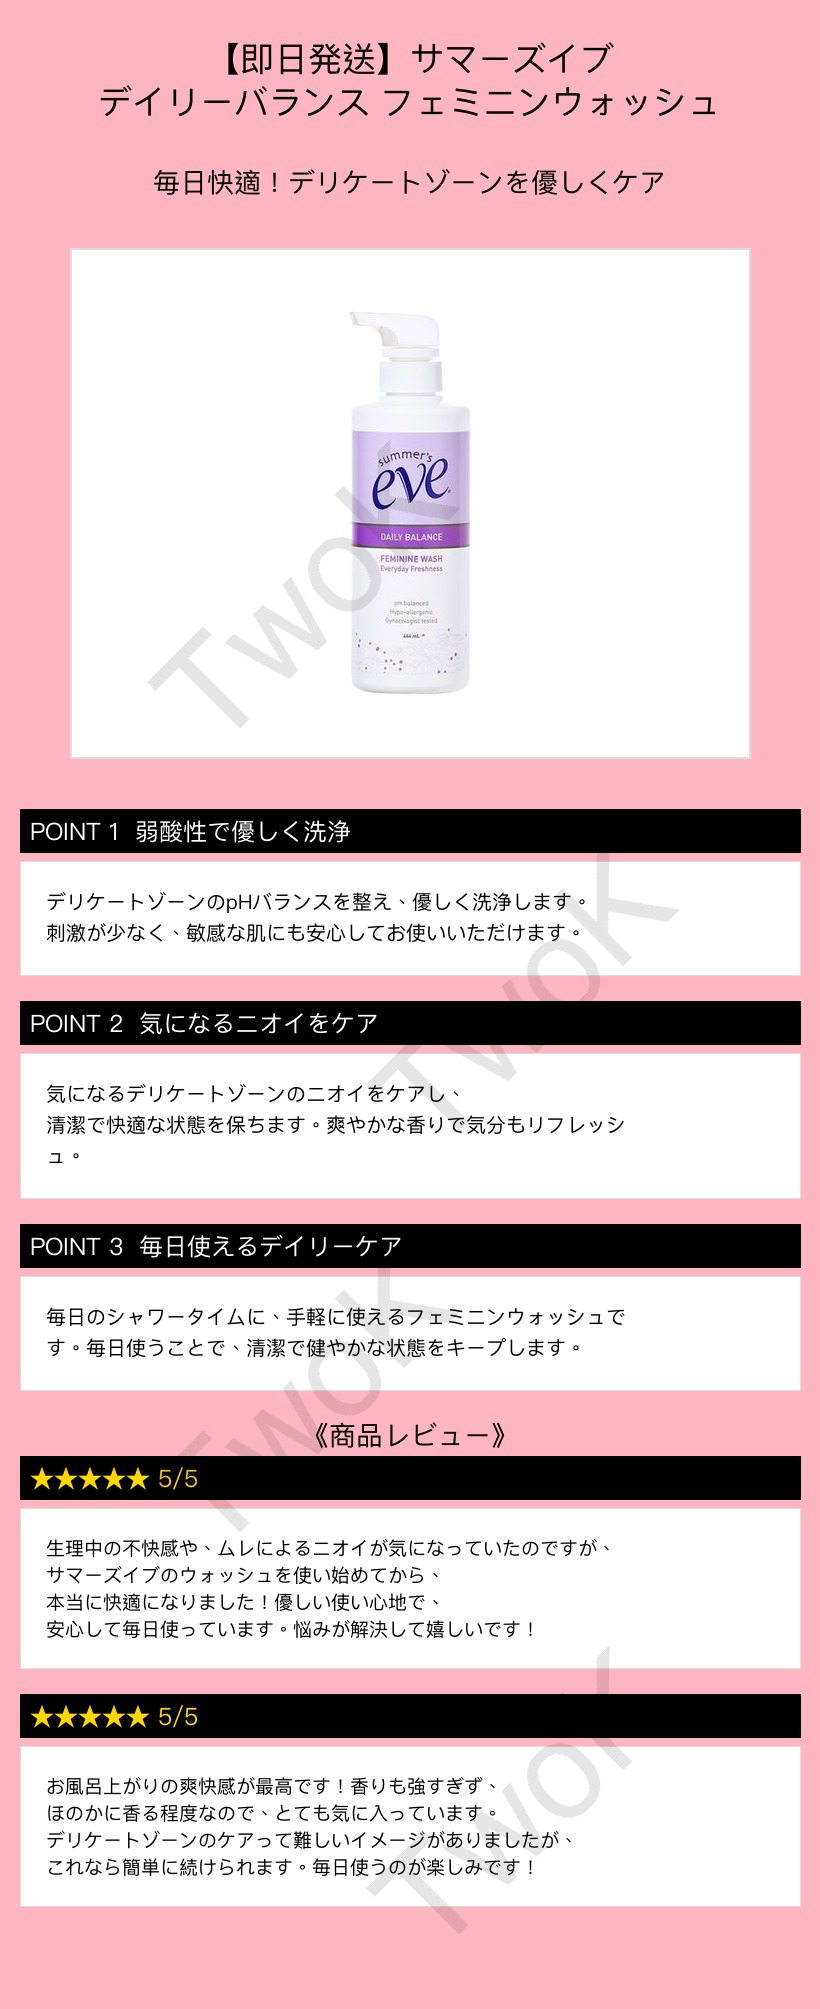 【即日発送】サマーズイブ
デイリーバランス フェミニンウォッシュ
毎日快適！デリケートゾーンを優しくケア
summer's
eve
DAILY BALANCE
FEMININE WASH
Everyday Freshness
pH balanced
Hypo-allergenic
Gynecologist tested
444 mL ℮
TwoK
POINT 1 弱酸性で優しく洗浄
デリケートゾーンのpHバランスを整え、優しく洗浄します。
刺激が少なく、敏感な肌にも安心してお使いいただけます。
TwoK
POINT 2 気になるニオイをケア
気になるデリケートゾーンのニオイをケアし、
清潔で快適な状態を保ちます。爽やかな香りで気分もリフレッシ
ュ。
POINT 3 毎日使えるデイリーケア
毎日のシャワータイムに、手軽に使えるフェミニンウォッシュで
す。毎日使うことで、清潔で健やかな状態をキープします。
TwoK
《商品レビュー》
★★★★★ 5/5
生理中の不快感や、ムレによるニオイが気になっていたのですが、
サマーズイブのウォッシュを使い始めてから、
本当に快適になりました！優しい使い心地で、
安心して毎日使っています。悩みが解決して嬉しいです！
★★★★★ 5/5
お風呂上がりの爽快感が最高です！香りも強すぎず、
ほのかに香る程度なので、とても気に入っています。
デリケートゾーンのケアって難しいイメージがありましたが、
これなら簡単に続けられます。毎日使うのが楽しみです！
TwoK